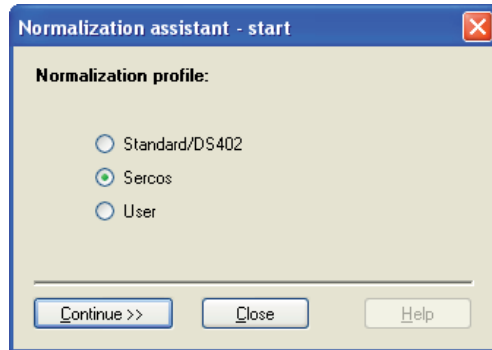 Normalization assistant - start
Normalization profile:
Standard/DS402
Sercos
User
Continue >> Close Help